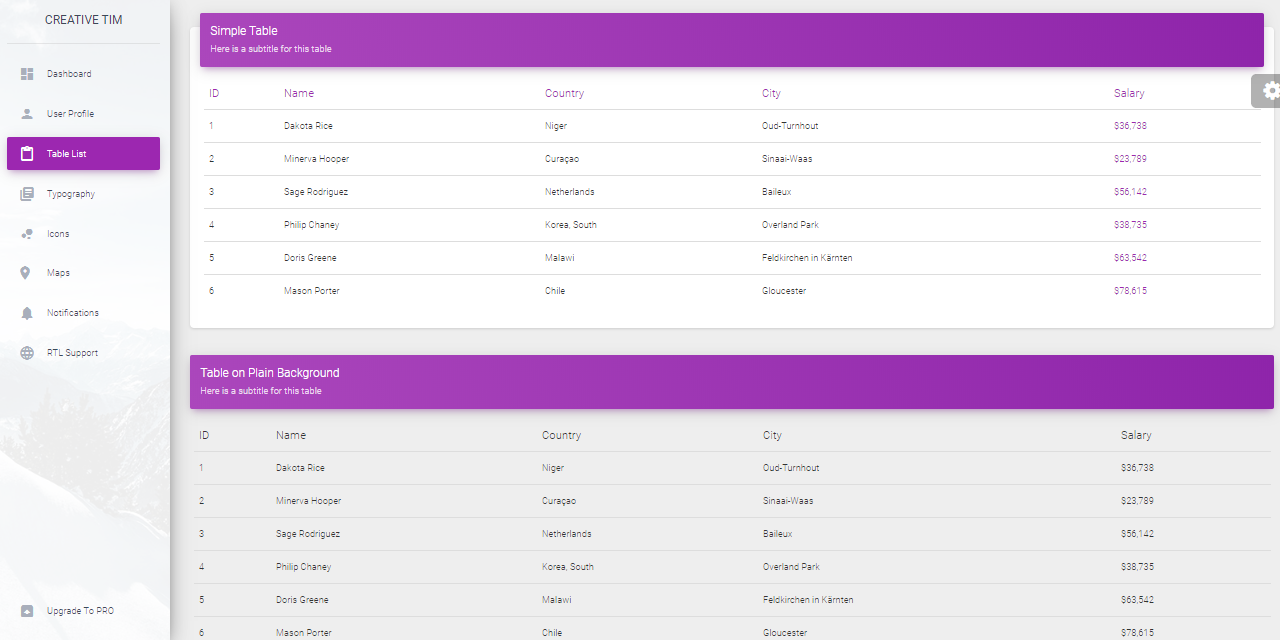 CREATIVE TIM
Dashboard
User Profile
Table List
Typography
Icons
Maps
Notifications
RTL Support
Upgrade To PRO
Simple Table
Here is a subtitle for this table
ID Name Country City Salary
1 Dakota Rice Niger Oud-Turnhout $36,738
2 Minerva Hooper Curaçao Sinaai-Waas $23,789
3 Sage Rodriguez Netherlands Baileux $56,142
4 Philip Chaney Korea, South Overland Park $38,735
5 Doris Greene Malawi Feldkirchen in Kärnten $63,542
6 Mason Porter Chile Gloucester $78,615
Table on Plain Background
Here is a subtitle for this table
ID Name Country City Salary
1 Dakota Rice Niger Oud-Turnhout $36,738
2 Minerva Hooper Curaçao Sinaai-Waas $23,789
3 Sage Rodriguez Netherlands Baileux $56,142
4 Philip Chaney Korea, South Overland Park $38,735
5 Doris Greene Malawi Feldkirchen in Kärnten $63,542
6 Mason Porter Chile Gloucester $78,615